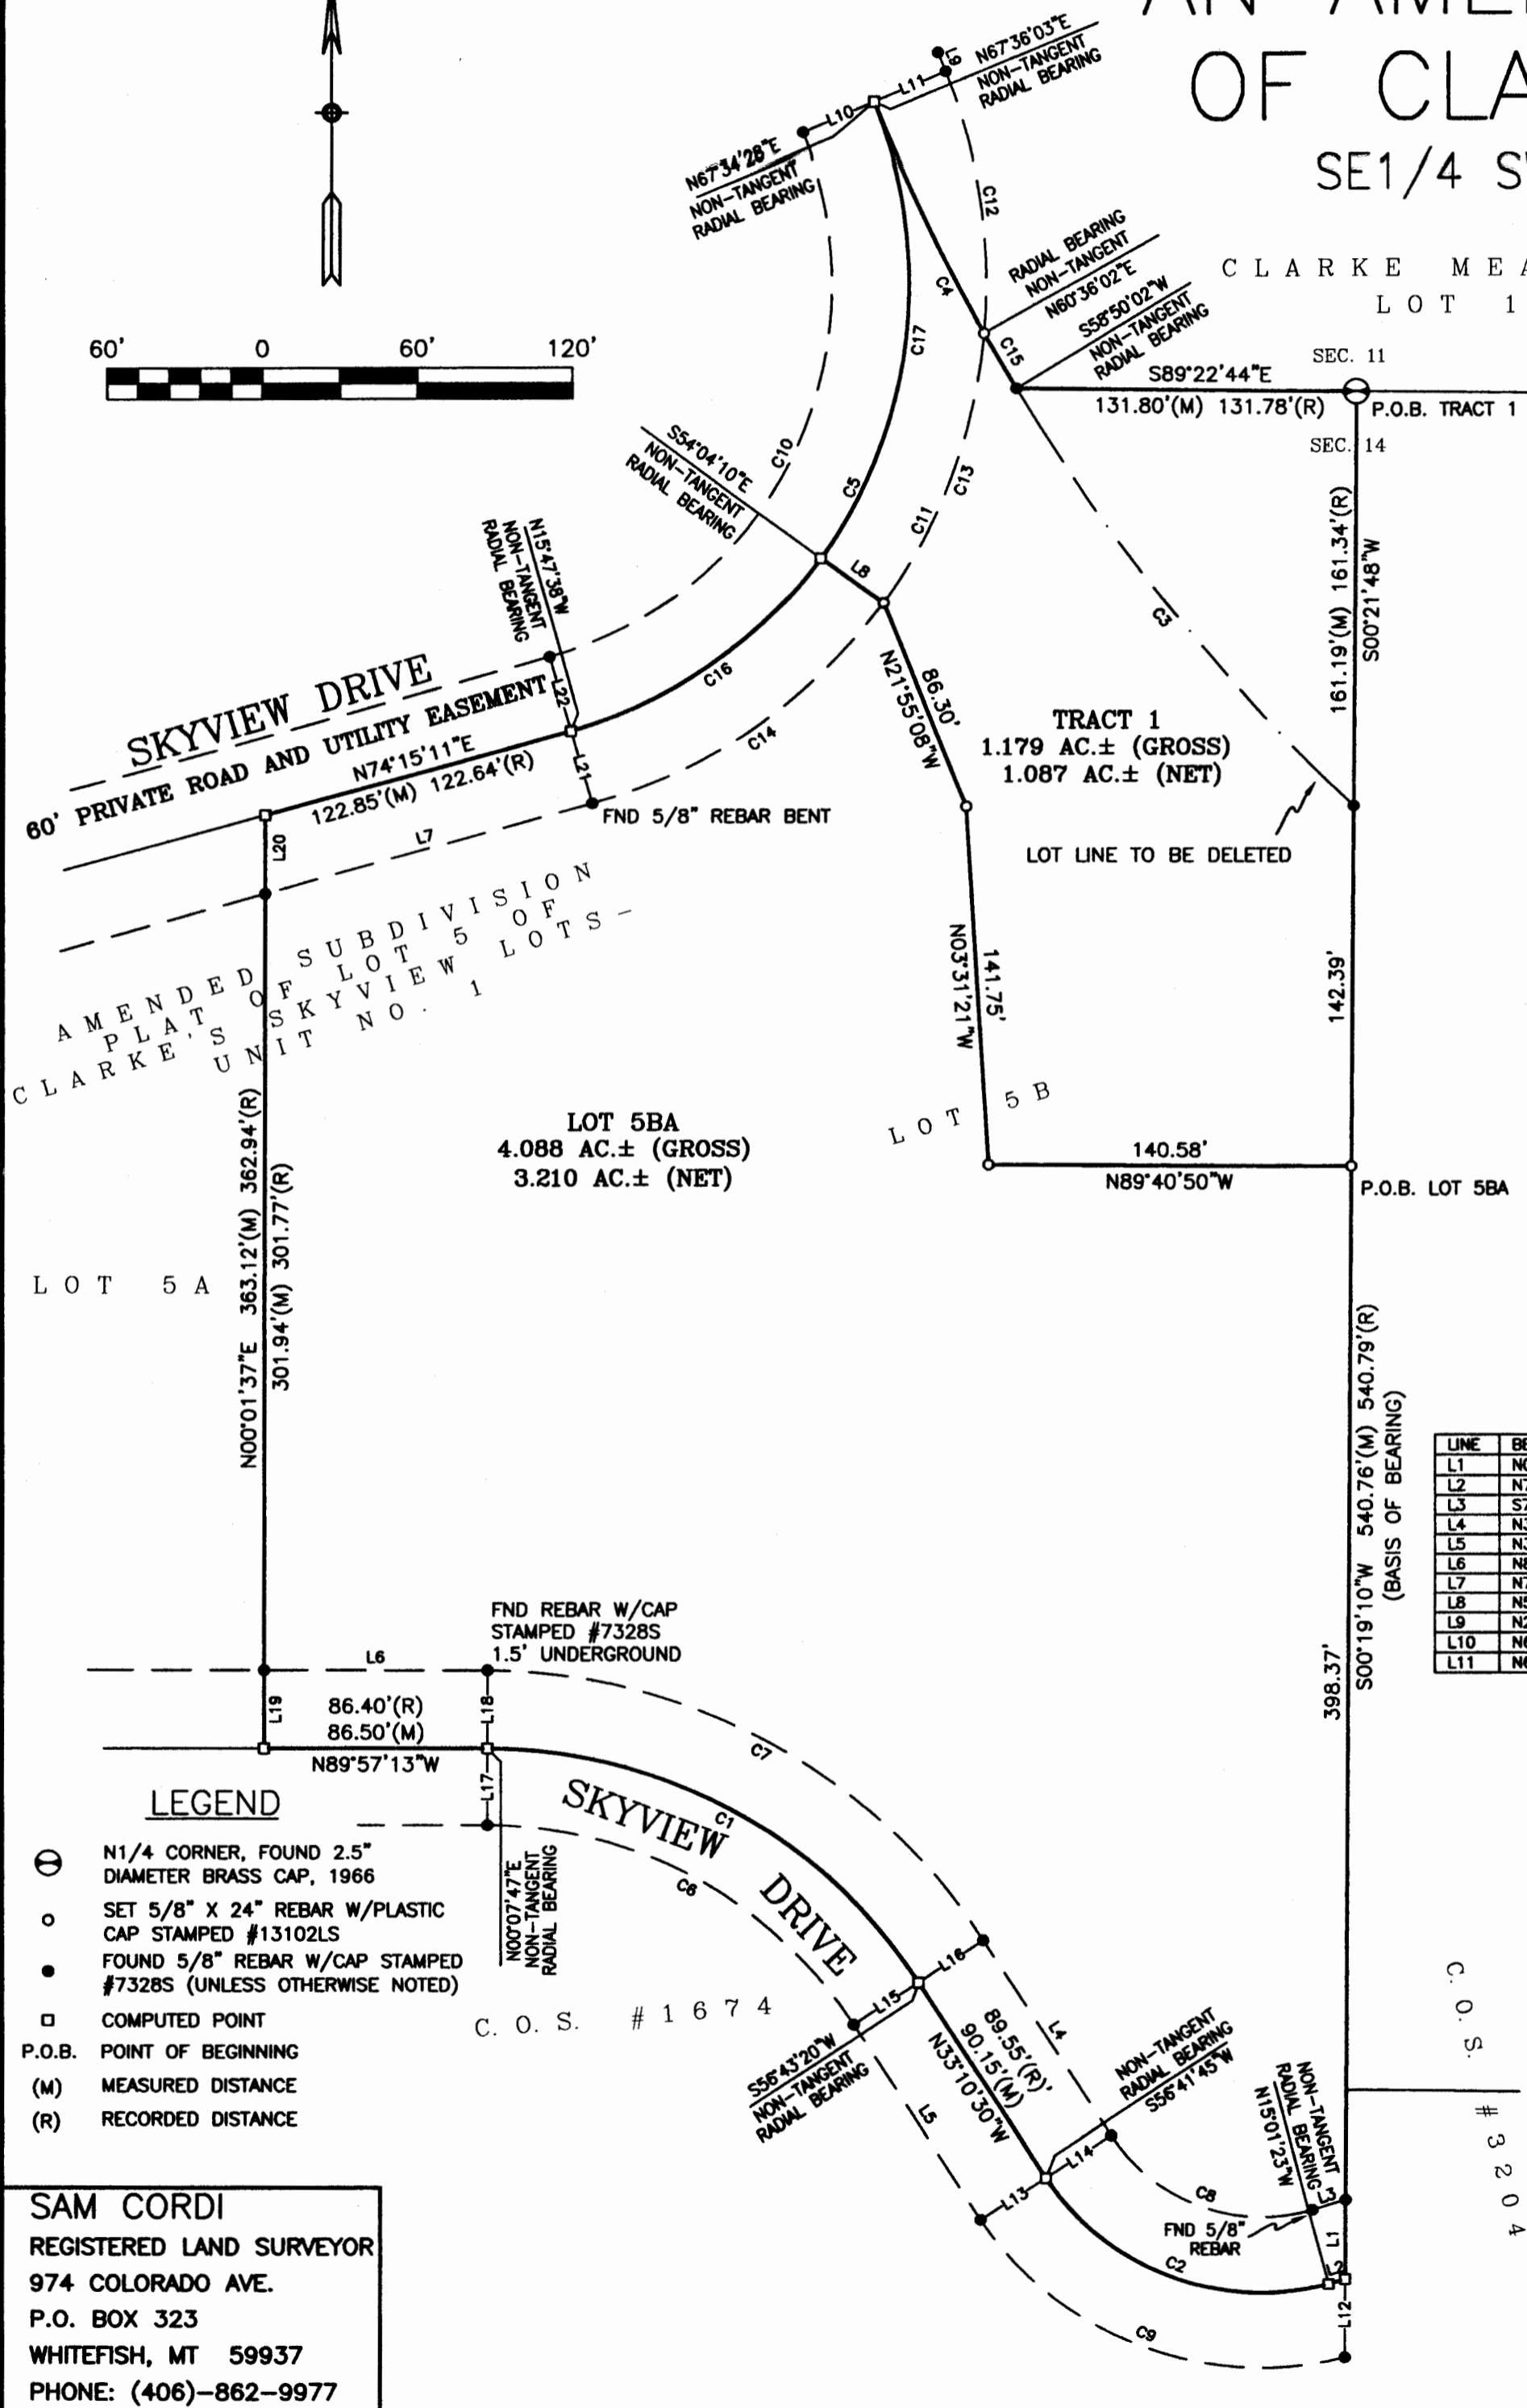 OF CLA
SE1/4 S
N67°36'03"E
NON-TANGENT
RADIAL BEARING
L9
L11
L10
N67°34'28"E
NON-TANGENT
RADIAL BEARING
C12
RADIAL BEARING
NON-TANGENT
N60°36'02"E
S58°50'02"W
NON-TANGENT
RADIAL BEARING
CLARKE MEA
LOT 1
C4
C17
C15
60' 0 60' 120'
SEC. 11
S89°22'44"E
131.80'(M) 131.78'(R)
P.O.B. TRACT 1
SEC. 14
S54°04'10"E
NON-TANGENT
RADIAL BEARING
C10
C5
C13
C11
161.19'(M) 161.34'(R)
S00°21'48"W
N15°47'38"W
NON-TANGENT
RADIAL BEARING
L8
C3
SKYVIEW DRIVE
60' PRIVATE ROAD AND UTILITY EASEMENT
L22
C16
86.30'
N21°55'08"W
TRACT 1
1.179 AC.± (GROSS)
1.087 AC.± (NET)
N74°15'11"E
122.85'(M) 122.64'(R)
L21
C14
FND 5/8" REBAR BENT
L20
L7
LOT LINE TO BE DELETED
AMENDED SUBDIVISION
PLAT OF LOT 5 OF
CLARKE'S SKYVIEW LOTS-
UNIT NO. 1
141.75'
N03°31'21"W
142.39'
LOT 5BA
4.088 AC.± (GROSS)
3.210 AC.± (NET)
LOT 5B
140.58'
N89°40'50"W
P.O.B. LOT 5BA
N00°01'37"E 363.12'(M) 362.94'(R)
301.94'(M) 301.77'(R)
LOT 5A
S00°19'10"W 540.76'(M) 540.79'(R)
(BASIS OF BEARING)
398.37'
LINE
L1
L2
L3
L4
L5
L6
L7
L8
L9
L10
L11
FND REBAR W/CAP
STAMPED #7328S
1.5' UNDERGROUND
L6
L19
86.40'(R)
86.50'(M)
N89°57'13"W
L18
L17
C7
C1
C6
SKYVIEW DRIVE
N00°07'47"E
NON-TANGENT
RADIAL BEARING
LEGEND
N1/4 CORNER, FOUND 2.5"
DIAMETER BRASS CAP, 1966
SET 5/8" X 24" REBAR W/PLASTIC
CAP STAMPED #13102LS
FOUND 5/8" REBAR W/CAP STAMPED
#7328S (UNLESS OTHERWISE NOTED)
COMPUTED POINT
P.O.B. POINT OF BEGINNING
(M) MEASURED DISTANCE
(R) RECORDED DISTANCE
C.O.S. #1674
L16
L15
S56°43'20"W
NON-TANGENT
RADIAL BEARING
89.55'(R)
90.15'(M)
N33°10'30"W
L4
L5
NON-TANGENT
RADIAL BEARING
S56°41'45"W
L14
L13
NON-TANGENT
RADIAL BEARING
N15°01'23"W
L3
C8
FND 5/8"
REBAR
L1
L2
C2
L12
C9
C.O.S. #3204
SAM CORDI
REGISTERED LAND SURVEYOR
974 COLORADO AVE.
P.O. BOX 323
WHITEFISH, MT 59937
PHONE: (406)-862-9977